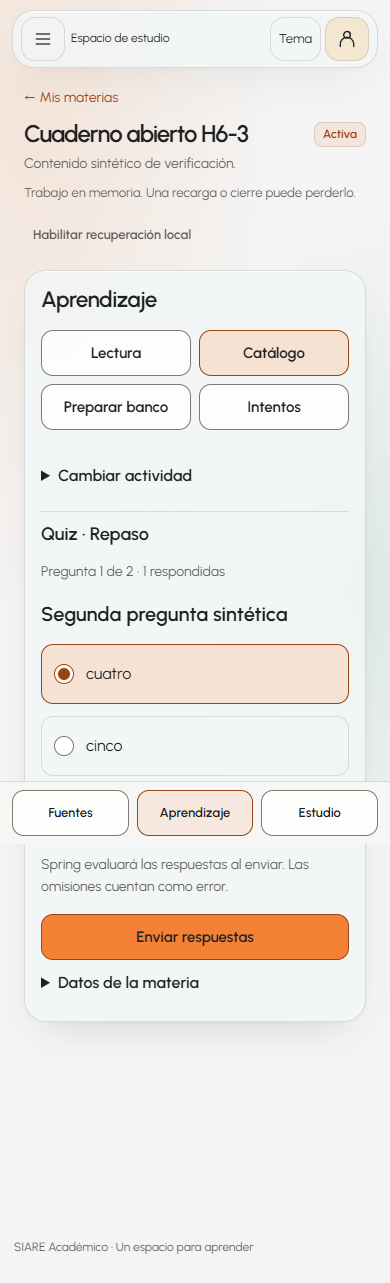 Espacio de estudio
Tema
← Mis materias
Cuaderno abierto H6-3
Activa
Contenido sintético de verificación.
Trabajo en memoria. Una recarga o cierre puede perderlo.
Habilitar recuperación local
Aprendizaje
Lectura
Catálogo
Preparar banco
Intentos
Cambiar actividad
Quiz · Repaso
Pregunta 1 de 2 · 1 respondidas
Segunda pregunta sintética
cuatro
cinco
Fuentes
Aprendizaje
Estudio
Spring evaluará las respuestas al enviar. Las
omisiones cuentan como error.
Enviar respuestas
Datos de la materia
SIARE Académico · Un espacio para aprender